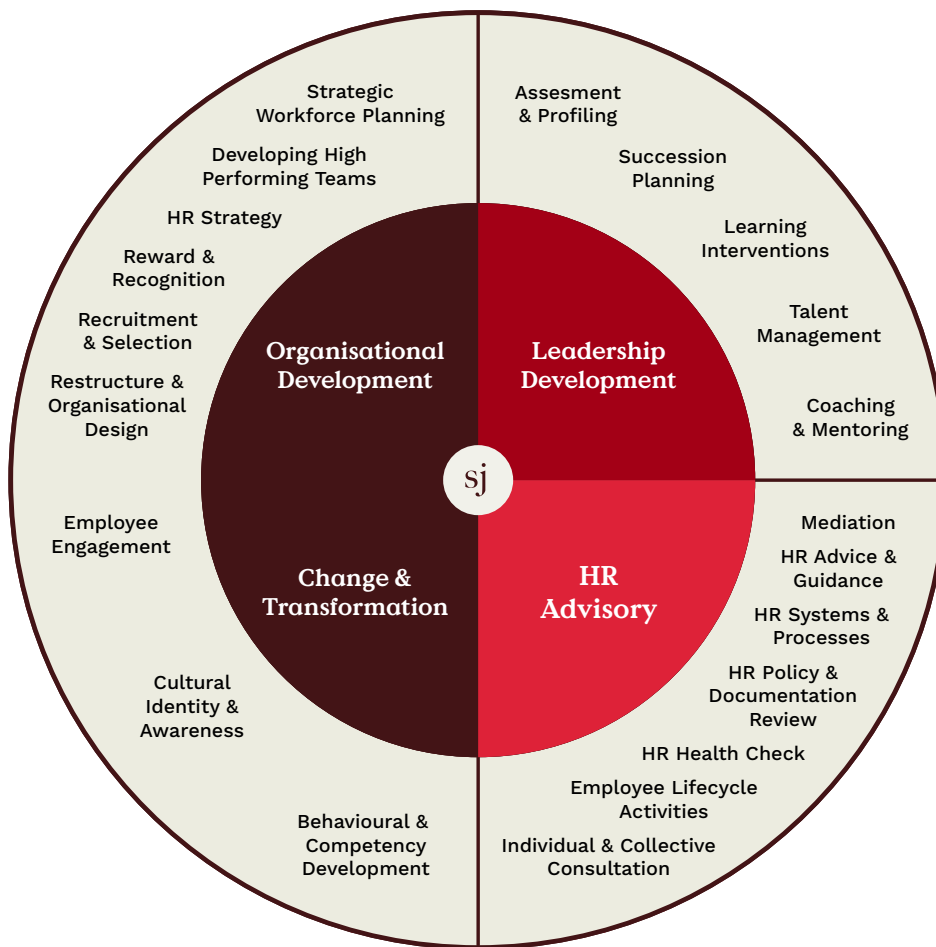 Strategic
Workforce Planning
Developing High
Performing Teams
HR Strategy
Reward &
Recognition
Recruitment
& Selection
Restructure &
Organisational
Design
Employee
Engagement
Cultural
Identity &
Awareness
Behavioural &
Competency
Development
Assesment
& Profiling
Succession
Planning
Learning
Interventions
Talent
Management
Coaching
& Mentoring
Mediation
HR Advice &
Guidance
HR Systems &
Processes
HR Policy &
Documentation
Review
HR Health Check
Employee Lifecycle
Activities
Individual & Collective
Consultation
Organisational
Development
Leadership
Development
sj
Change &
Transformation
HR
Advisory